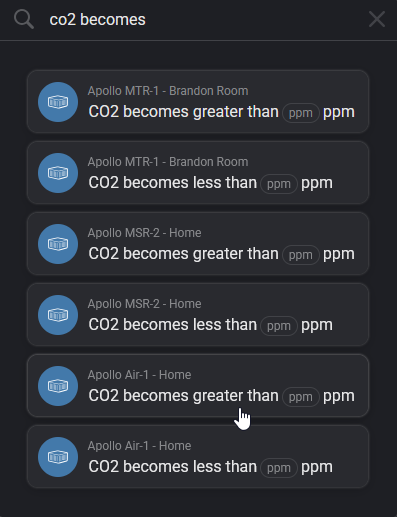 co2 becomes
Apollo MTR-1 - Brandon Room
CO2 becomes greater than ppm ppm
Apollo MTR-1 - Brandon Room
CO2 becomes less than ppm ppm
Apollo MSR-2 - Home
CO2 becomes greater than ppm ppm
Apollo MSR-2 - Home
CO2 becomes less than ppm ppm
Apollo Air-1 - Home
CO2 becomes greater than ppm ppm
Apollo Air-1 - Home
CO2 becomes less than ppm ppm